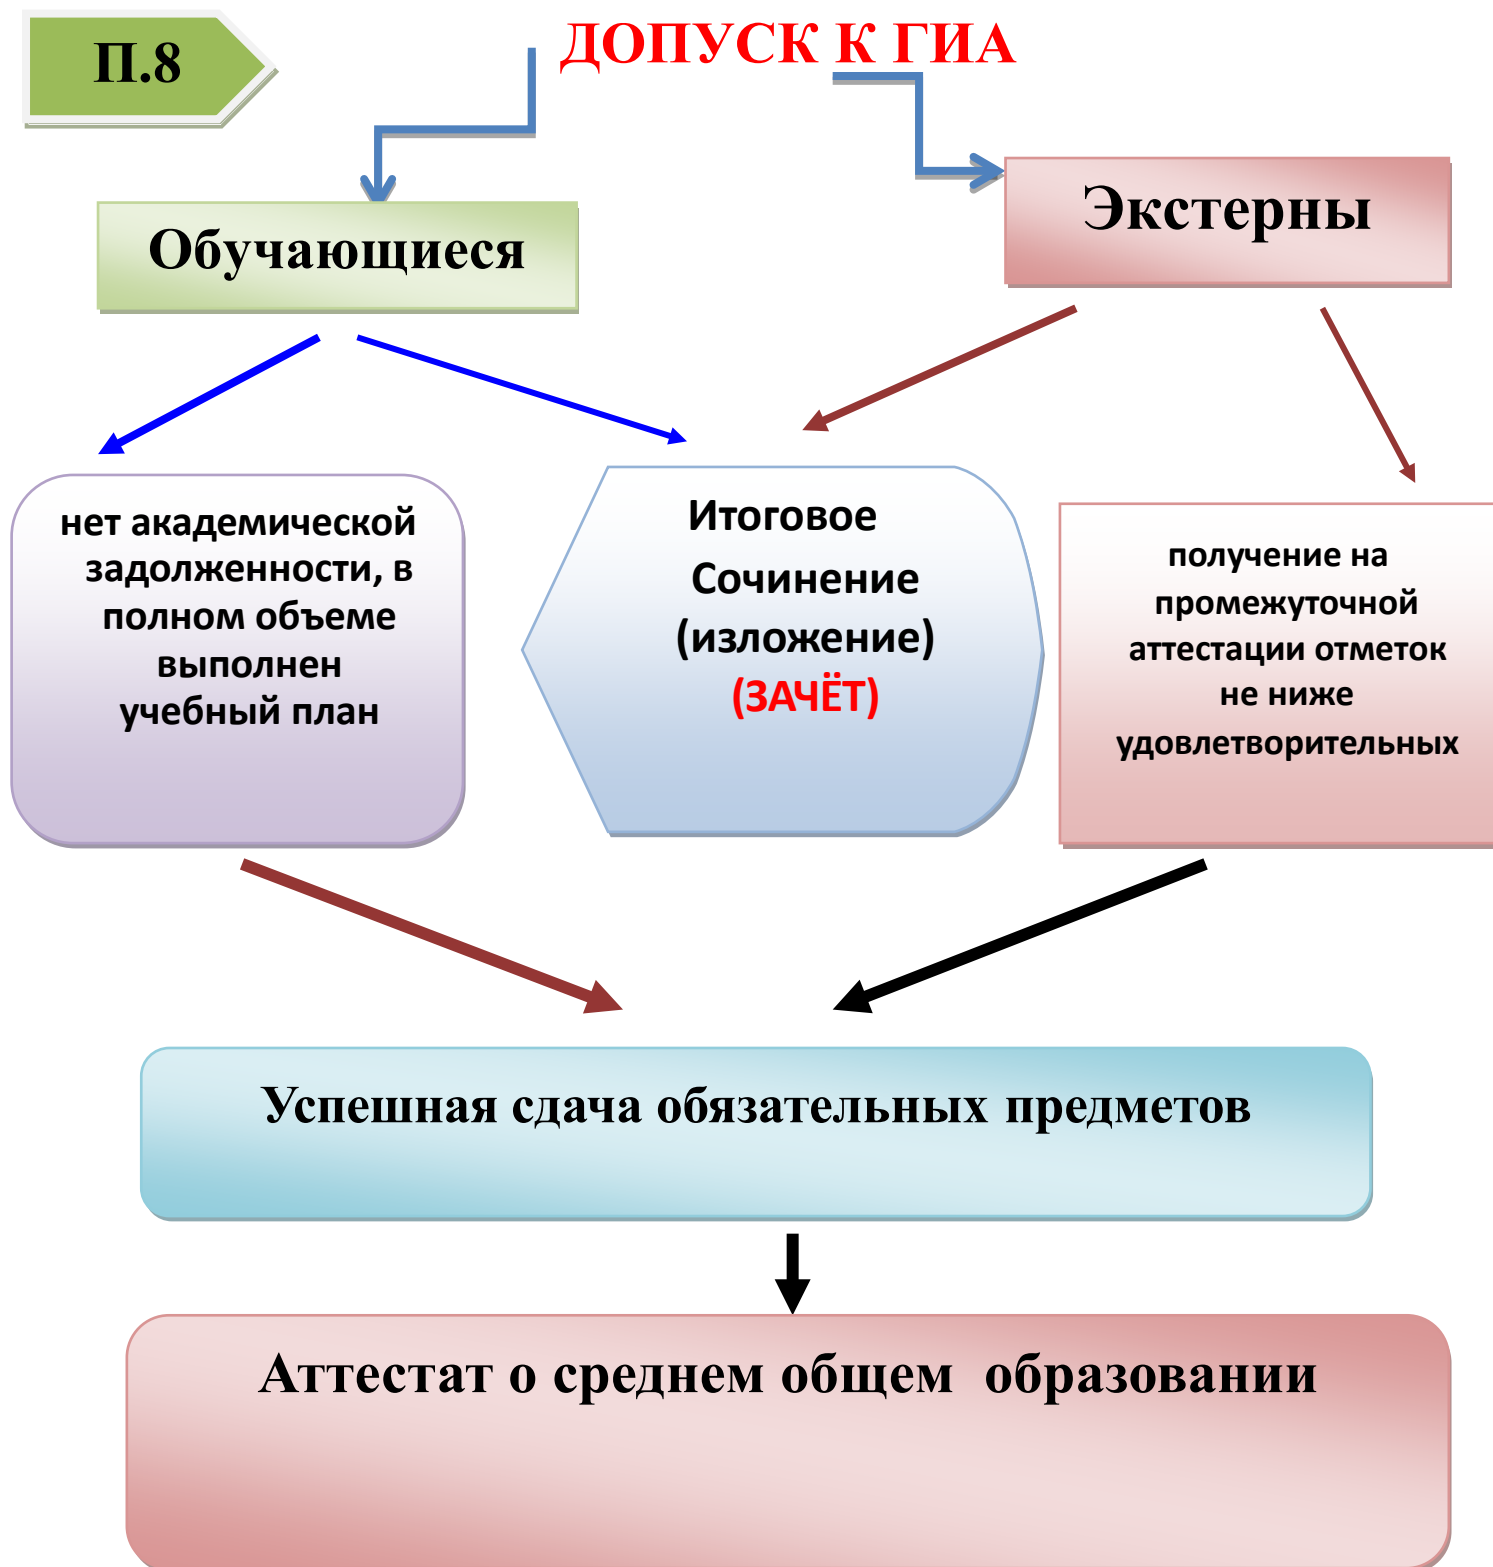 П.8
ДОПУСК К ГИА
Обучающиеся
Экстерны
нет академической
задолженности, в
полном объеме
выполнен
учебный план
Итоговое
Сочинение
(изложение)
(ЗАЧЁТ)
получение на
промежуточной
аттестации отметок
не ниже
удовлетворительных
Успешная сдача обязательных предметов
Аттестат о среднем общем  образовании